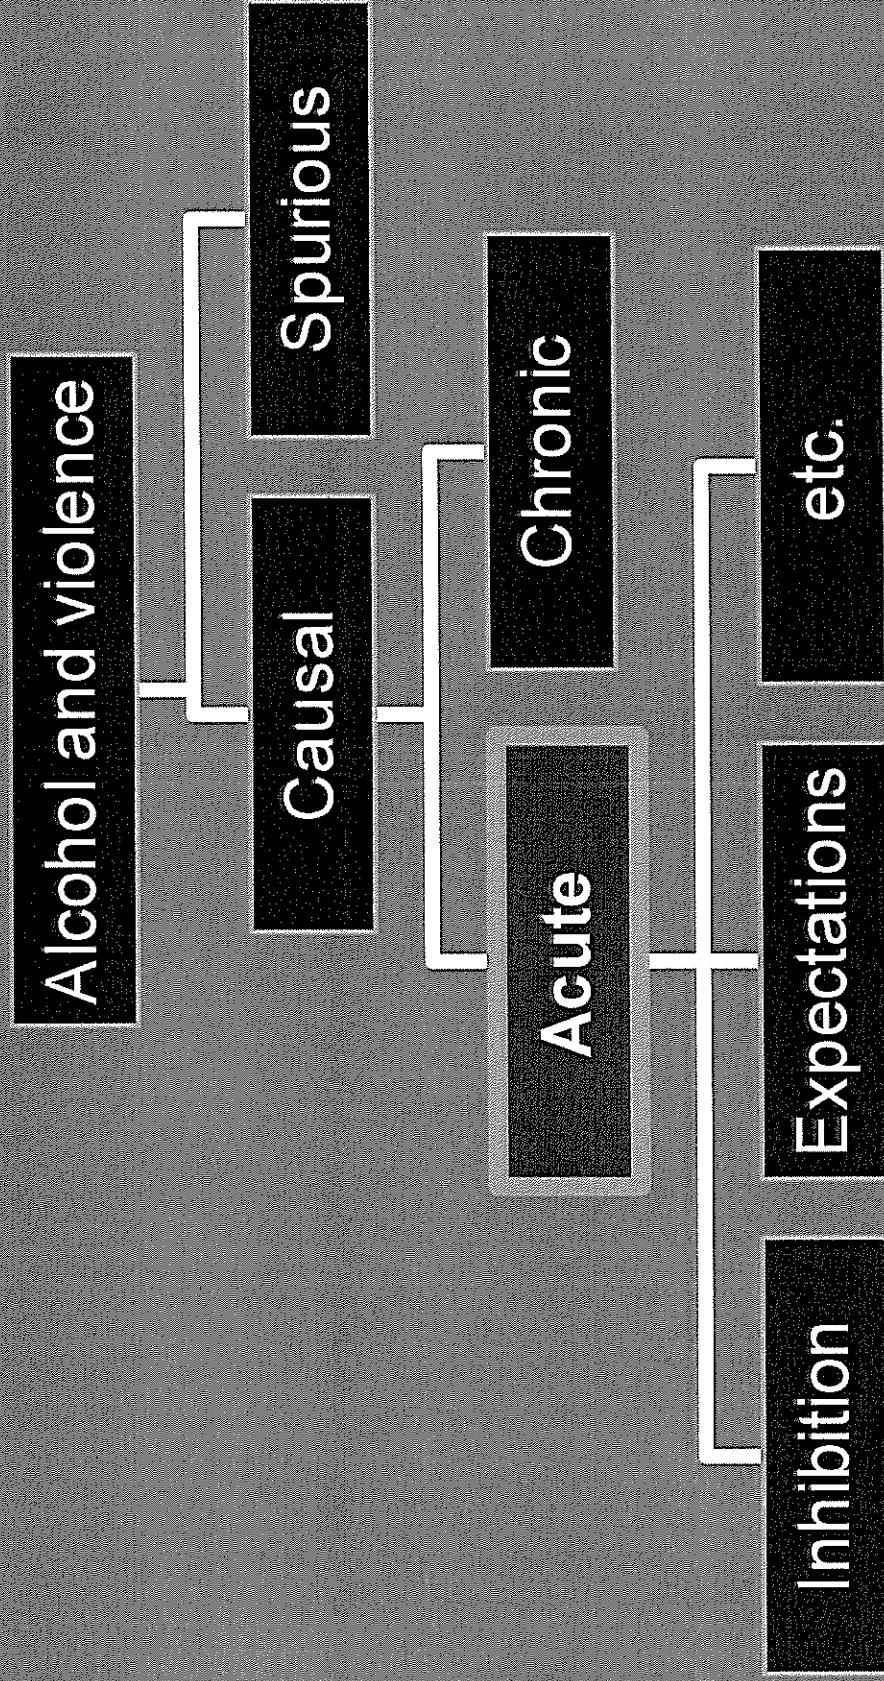 Alcohol and violence
Causal
Spurious
Acute
Chronic
Inhibition
Expectations
etc.